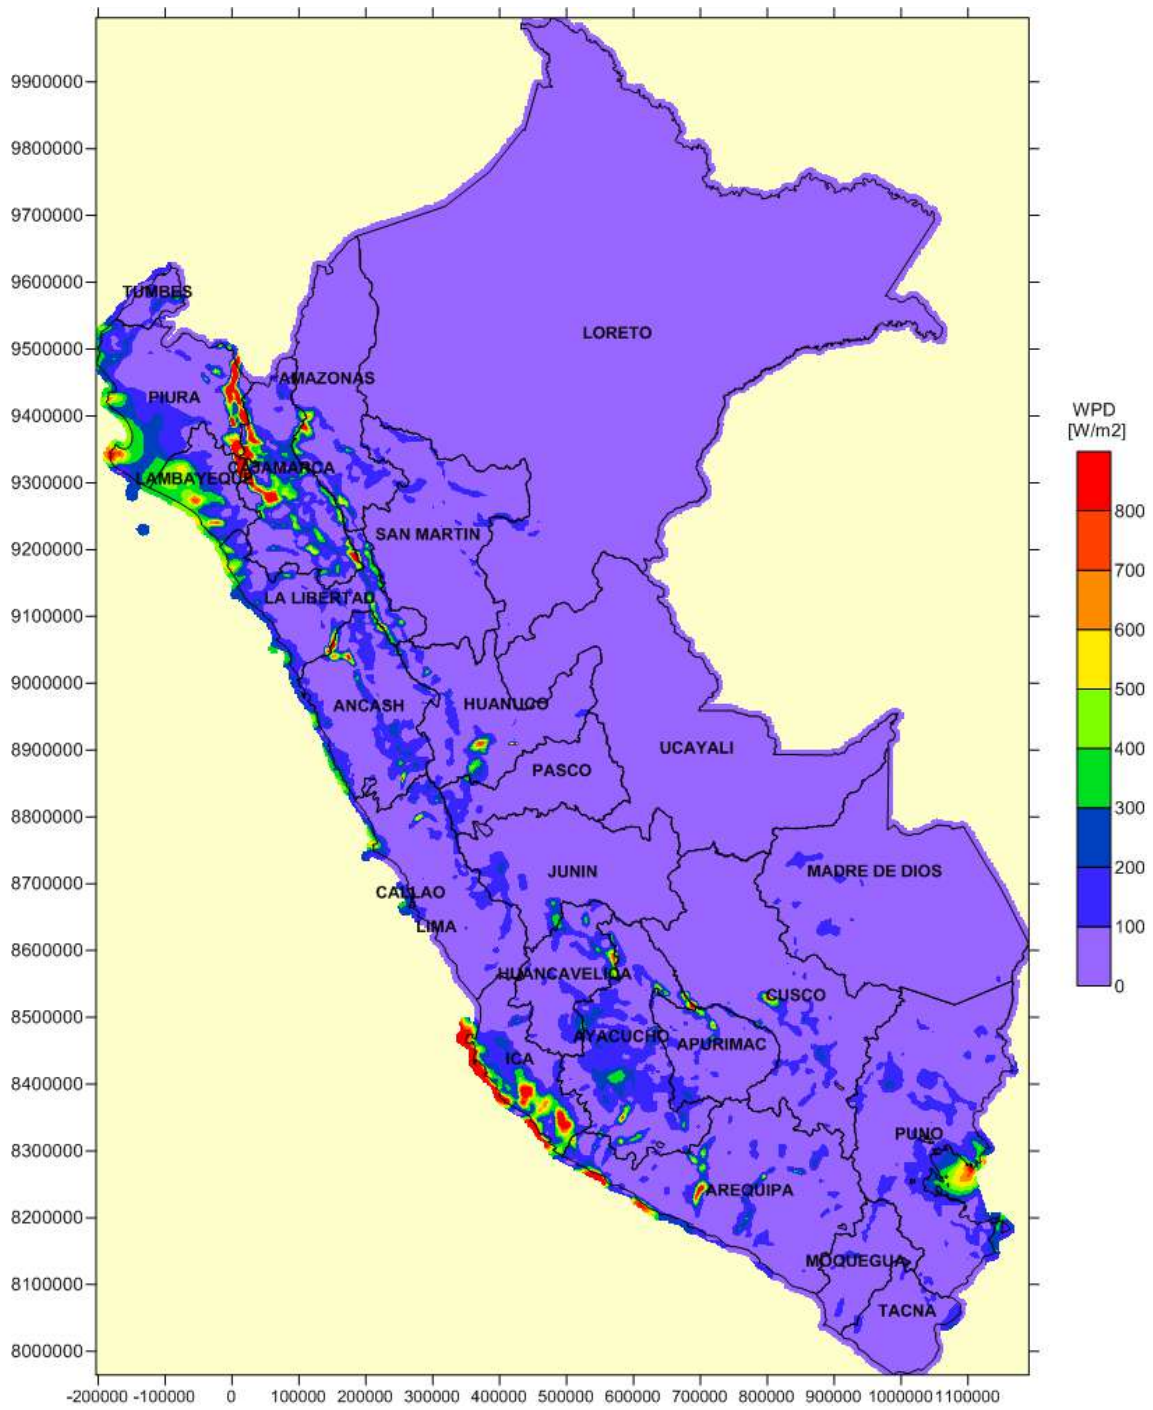 9900000
9800000
9700000
9600000
9500000
9400000
9300000
9200000
9100000
9000000
8900000
8800000
8700000
8600000
8500000
8400000
8300000
8200000
8100000
8000000
TUMBES
LORETO
AMAZONAS
PIURA
CAJAMARCA
LAMBAYEQUE
SAN MARTIN
LA LIBERTAD
ANCASH
HUANUCO
UCAYALI
PASCO
JUNIN
MADRE DE DIOS
CALLAO
LIMA
HUANCAVELICA
CUSCO
AYACUCHO
APURIMAC
ICA
PUNO
AREQUIPA
MOQUEGUA
TACNA
WPD
[W/m2]
800
700
600
500
400
300
200
100
0
-200000 -100000 0 100000 200000 300000 400000 500000 600000 700000 800000 900000 1000000 1100000